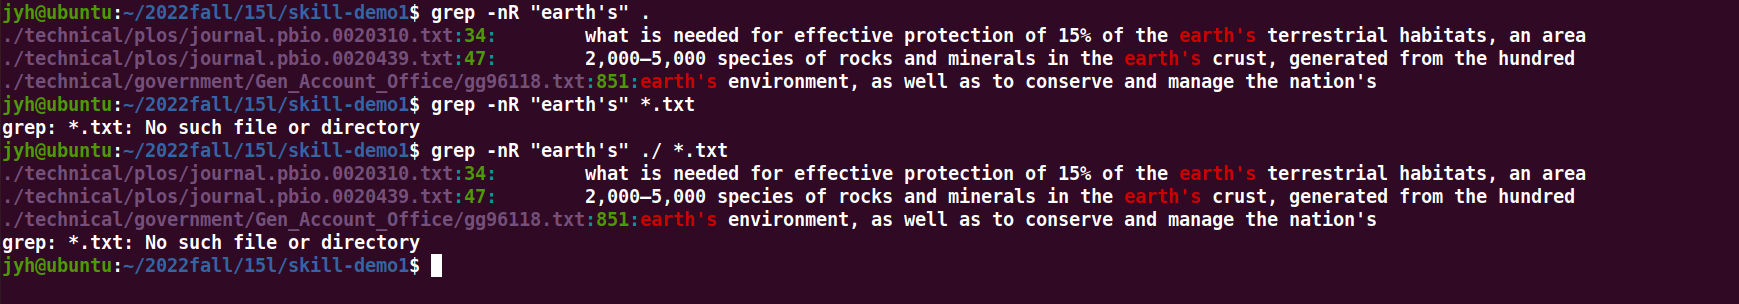 jyh@ubuntu:~/2022fall/15l/skill-demo1$ grep -nR "earth's" .
./technical/plos/journal.pbio.0020310.txt:34:        what is needed for effective protection of 15% of the earth's terrestrial habitats, an area
./technical/plos/journal.pbio.0020439.txt:47:        2,000–5,000 species of rocks and minerals in the earth's crust, generated from the hundred
./technical/government/Gen_Account_Office/gg96118.txt:851:earth's environment, as well as to conserve and manage the nation's
jyh@ubuntu:~/2022fall/15l/skill-demo1$ grep -nR "earth's" *.txt
grep: *.txt: No such file or directory
jyh@ubuntu:~/2022fall/15l/skill-demo1$ grep -nR "earth's" ./ *.txt
./technical/plos/journal.pbio.0020310.txt:34:        what is needed for effective protection of 15% of the earth's terrestrial habitats, an area
./technical/plos/journal.pbio.0020439.txt:47:        2,000–5,000 species of rocks and minerals in the earth's crust, generated from the hundred
./technical/government/Gen_Account_Office/gg96118.txt:851:earth's environment, as well as to conserve and manage the nation's
grep: *.txt: No such file or directory
jyh@ubuntu:~/2022fall/15l/skill-demo1$